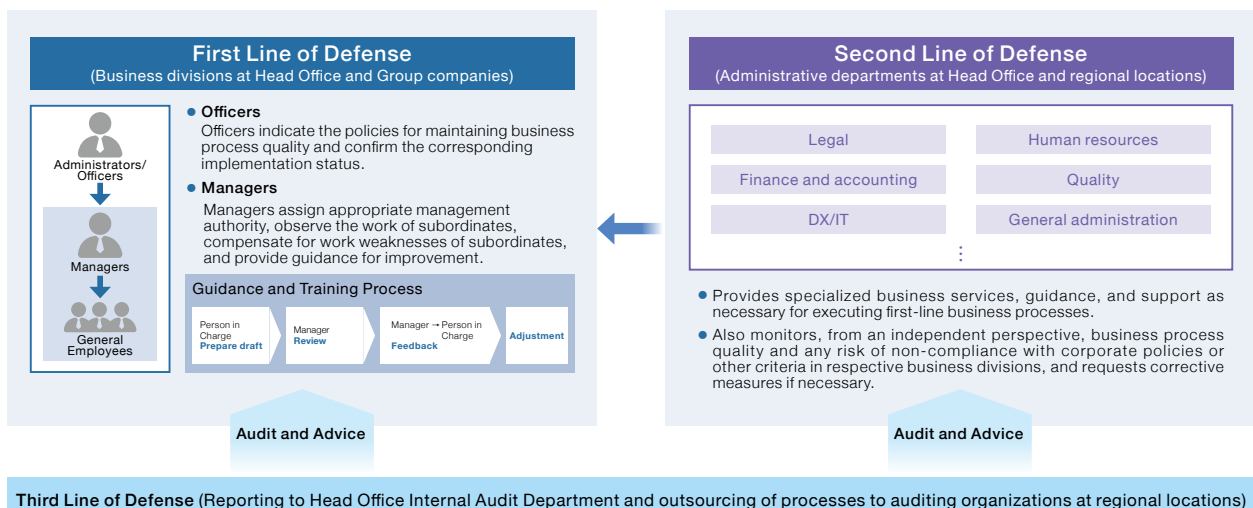 First Line of Defense
(Business divisions at Head Office and Group companies)
Administrators/
Officers
Managers
General
Employees
● Officers
Officers indicate the policies for maintaining business
process quality and confirm the corresponding
implementation status.
● Managers
Managers assign appropriate management
authority, observe the work of subordinates,
compensate for work weaknesses of subordinates,
and provide guidance for improvement.
Guidance and Training Process
Person in
Charge
Prepare draft
Manager
Review
Manager → Person in
Charge
Feedback
Adjustment
Second Line of Defense
(Administrative departments at Head Office and regional locations)
Legal
Human resources
Finance and accounting
Quality
DX/IT
General administration
⋮
● Provides specialized business services, guidance, and support as
necessary for executing first-line business processes.
● Also monitors, from an independent perspective, business process
quality and any risk of non-compliance with corporate policies or
other criteria in respective business divisions, and requests corrective
measures if necessary.
Audit and Advice
Audit and Advice
Third Line of Defense (Reporting to Head Office Internal Audit Department and outsourcing of processes to auditing organizations at regional locations)